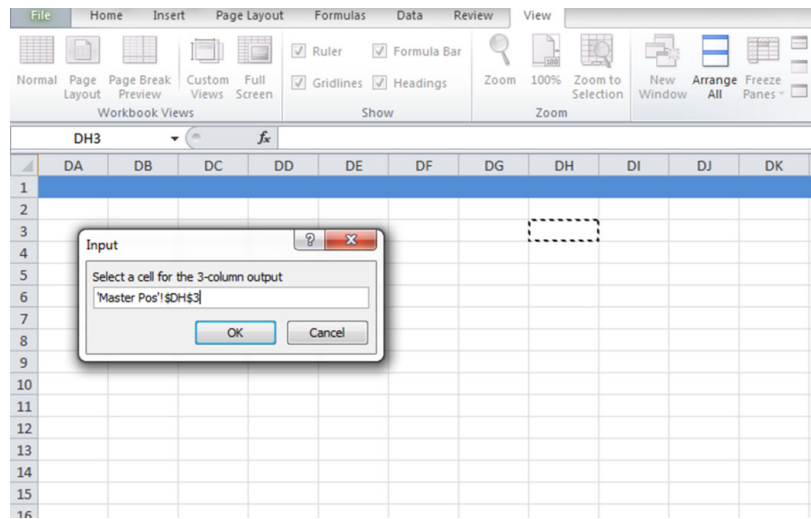 File Home Insert Page Layout Formulas Data Review View
Ruler Formula Bar
Gridlines Headings
Normal Page Layout Page Break Preview Custom Views Full Screen Zoom 100% Zoom to Selection New Window Arrange All Freeze Panes
Workbook Views Show Zoom
DH3 fx
DA DB DC DD DE DF DG DH DI DJ DK
1
2
3
4
5
6
7
8
9
10
11
12
13
14
15
16
Input
Select a cell for the 3-column output
'Master Pos'!$DH$3
OK Cancel